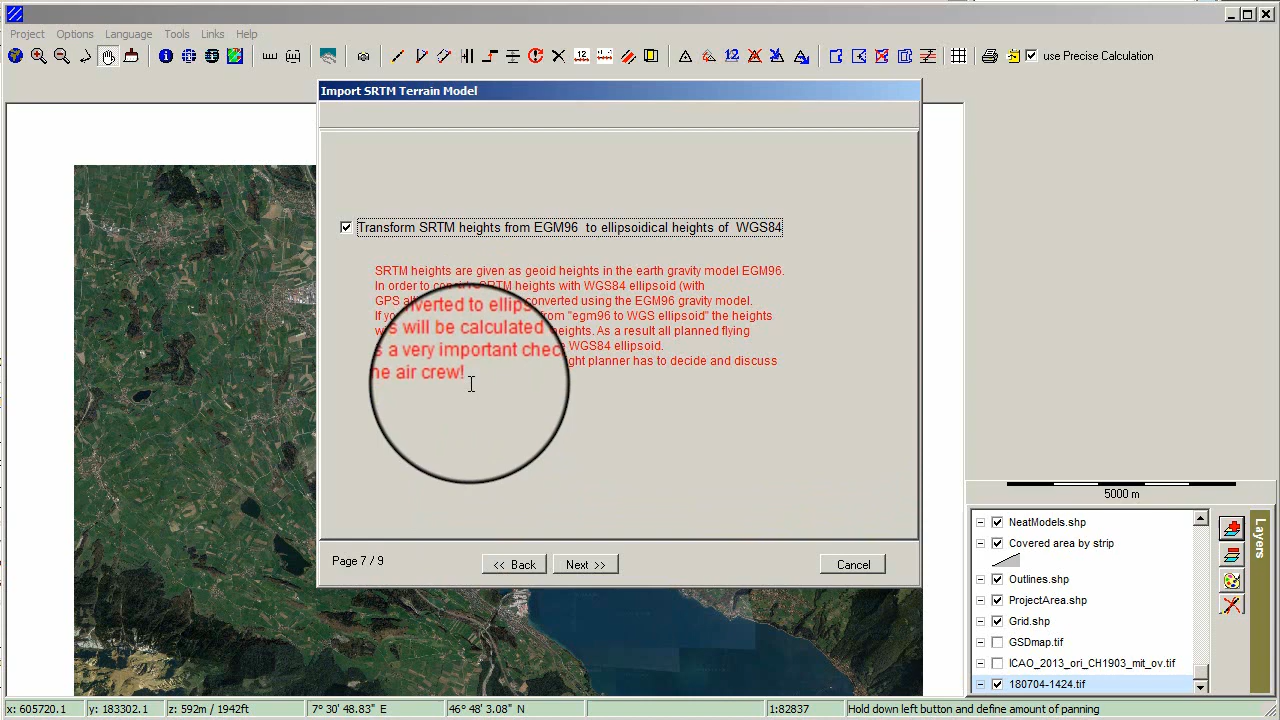 Project Options Language Tools Links Help
use Precise Calculation
Import SRTM Terrain Model
Transform SRTM heights from EGM96 to ellipsoidical heights of WGS84
SRTM heights are given as geoid heights in the earth gravity model EGM96.
In order to SRTM heights with WGS84 ellipsoid (with
GPS converted using the EGM96 gravity model.
If from "egm96 to WGS ellipsoid" the heights
heights. As a result all planned flying
WGS84 ellipsoid.
planner has to decide and discuss
nverted to ellips
s will be calculated
s a very important chec
he air crew!
Page 7 / 9
<< Back Next >> Cancel
5000 m
NeatModels.shp
Covered area by strip
Outlines.shp
ProjectArea.shp
Grid.shp
GSDmap.tif
ICAO_2013_ori_CH1903_mit_ov.tif
180704-1424.tif
Layers
x: 605720.1 y: 183302.1 z: 592m / 1942ft 7° 30' 48.83" E 46° 48' 3.08" N 1:82837 Hold down left button and define amount of panning